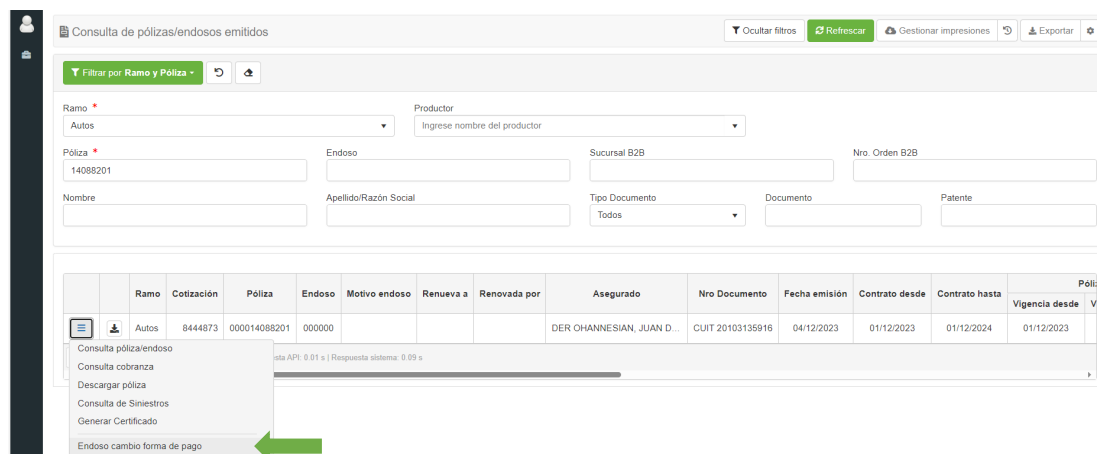 Consulta de pólizas/endosos emitidos
Ocultar filtros
Refrescar
Gestionar impresiones
Exportar
Filtrar por Ramo y Póliza
Ramo *
Productor
Autos
Ingrese nombre del productor
Póliza *
Endoso
Sucursal B2B
Nro. Orden B2B
14088201
Nombre
Apellido/Razón Social
Tipo Documento
Documento
Patente
Todos
Ramo
Cotización
Póliza
Endoso
Motivo endoso
Renueva a
Renovada por
Asegurado
Nro Documento
Fecha emisión
Contrato desde
Contrato hasta
Vigencia desde
Autos
8444873
000014088201
000000
DER OHANNESIAN, JUAN D...
CUIT 20103135916
04/12/2023
01/12/2023
01/12/2024
01/12/2023
Consulta póliza/endoso
API: 0.01 s | Respuesta sistema: 0.09 s
Consulta cobranza
Descargar póliza
Consulta de Siniestros
Generar Certificado
Endoso cambio forma de pago